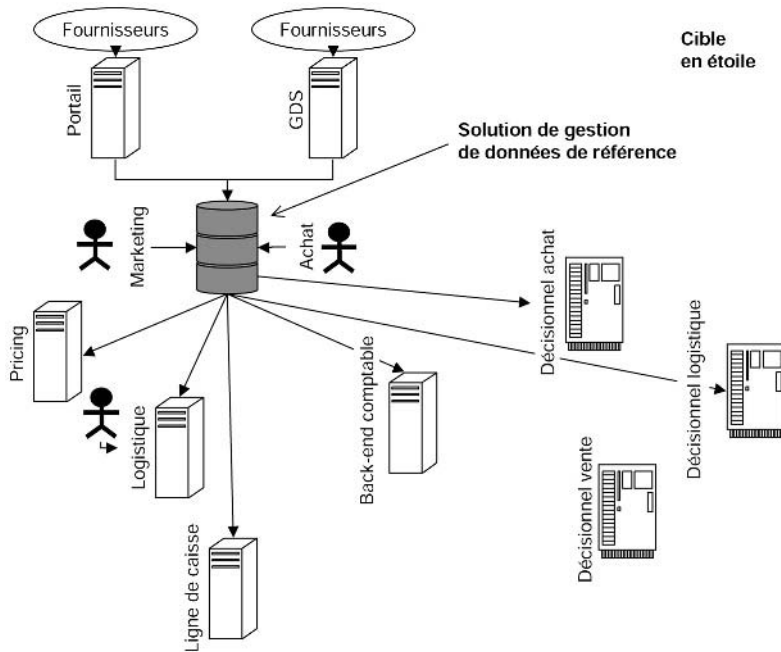 Fournisseurs
Fournisseurs
Cible
en étoile
Portail
GDS
Solution de gestion
de données de référence
Marketing
Achat
Décisionnel achat
Décisionnel logistique
Pricing
Logistique
Back-end comptable
Décisionnel vente
Ligne de caisse